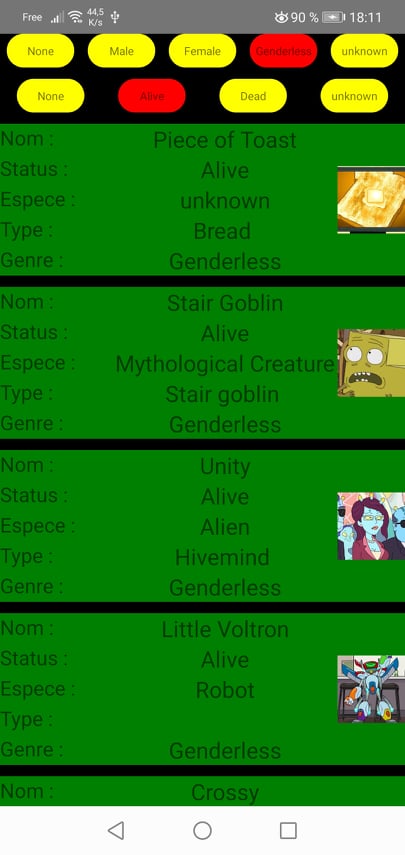 Free 44,5 K/s 90 % 18:11
None Male Female Genderless unknown
None Alive Dead unknown
Nom : Piece of Toast
Status : Alive
Espece : unknown
Type : Bread
Genre : Genderless
Nom : Stair Goblin
Status : Alive
Espece : Mythological Creature
Type : Stair goblin
Genre : Genderless
Nom : Unity
Status : Alive
Espece : Alien
Type : Hivemind
Genre : Genderless
Nom : Little Voltron
Status : Alive
Espece : Robot
Type :
Genre : Genderless
Nom : Crossy